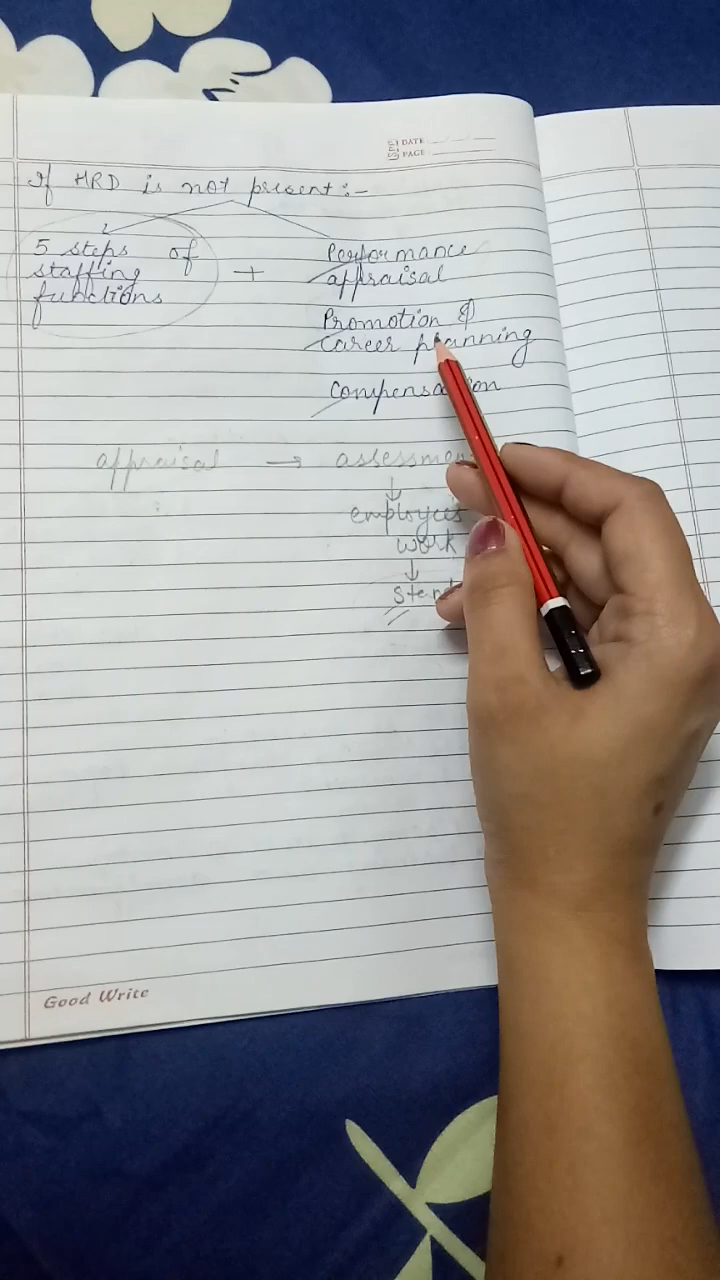 DATE
PAGE
If HRD is not present :-
5 steps of
staffing
functions
+
Performance
appraisal
Promotion &
Career planning
Compensation
appraisal → assessment
employee's
work
Good Write